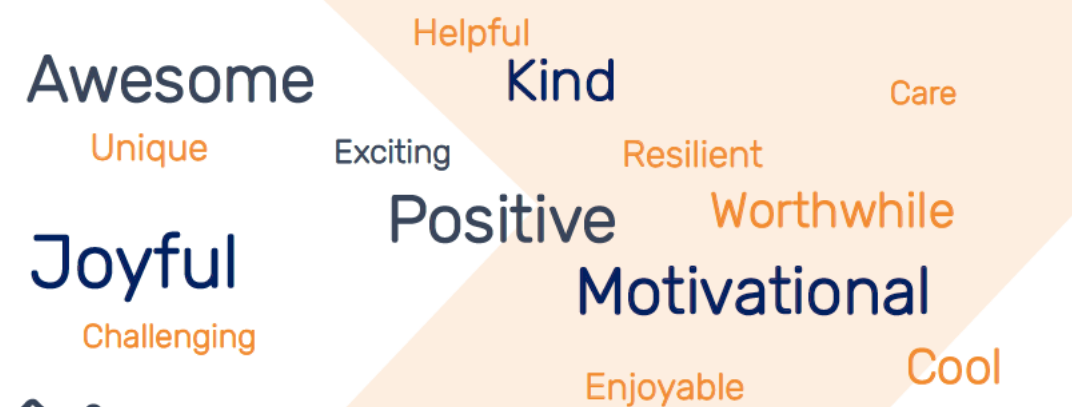 Helpful
Awesome
Kind
Care
Unique
Exciting
Resilient
Positive
Worthwhile
Joyful
Motivational
Challenging
Cool
Enjoyable